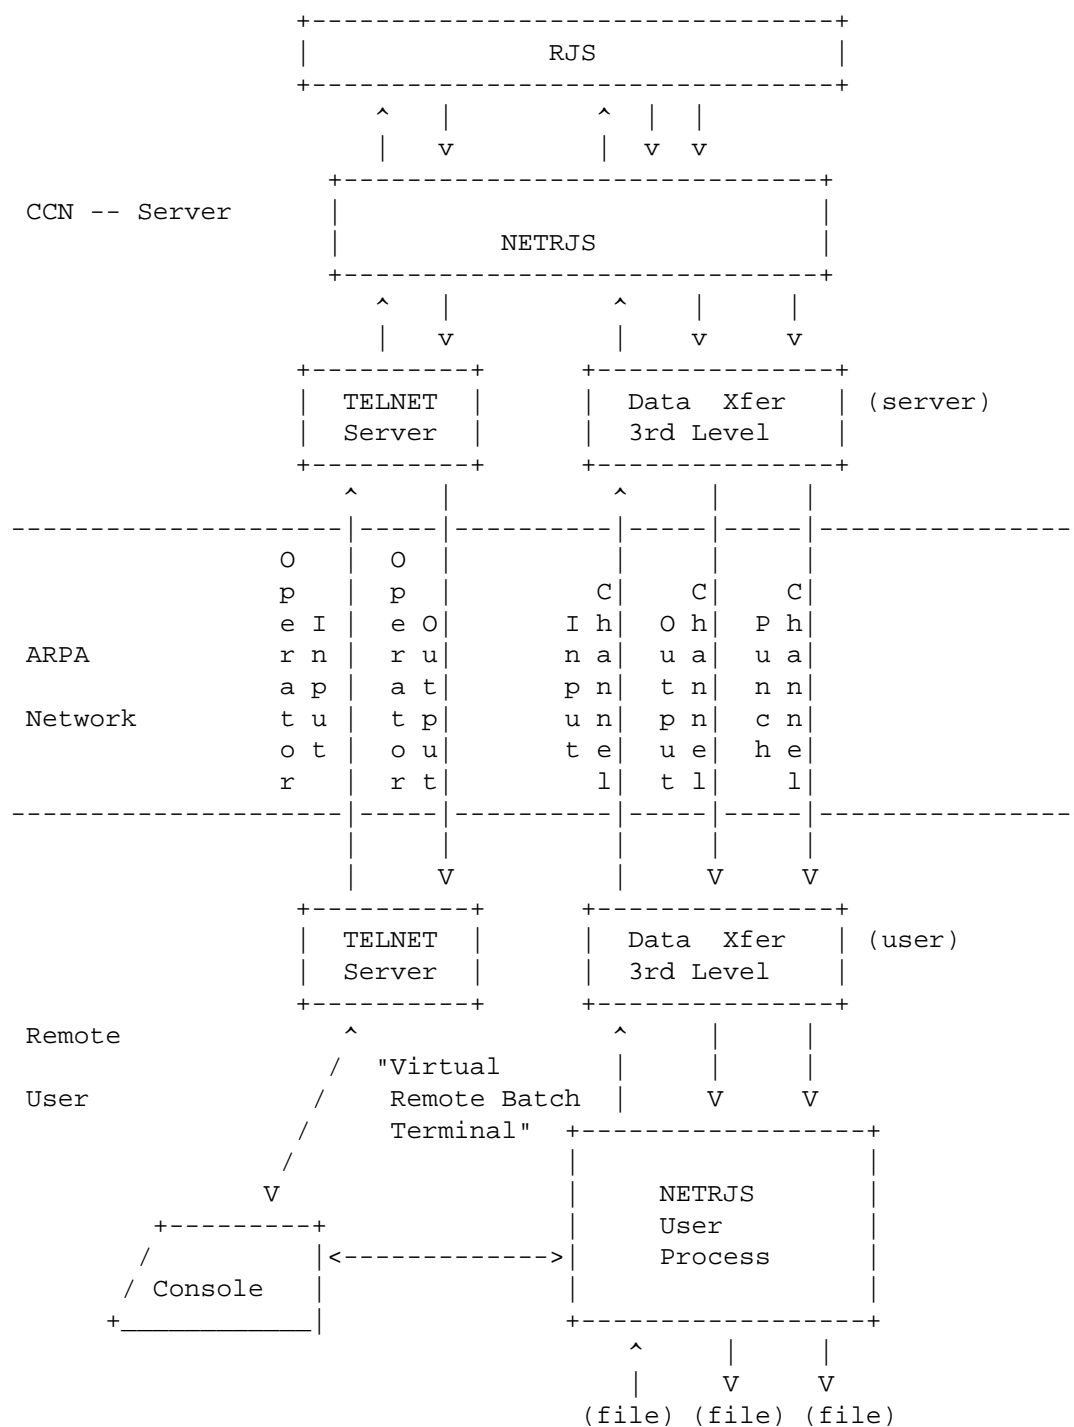 RJS
CCN -- Server
NETRJS
TELNET Server
Data Xfer 3rd Level
(server)
ARPA Network
Operator Input
Operator Output
Input Channel
Output Channel
Punch Channel
TELNET Server
Data Xfer 3rd Level
(user)
Remote User
"Virtual
Remote Batch
Terminal"
NETRJS
User
Process
Console
(file) (file) (file)